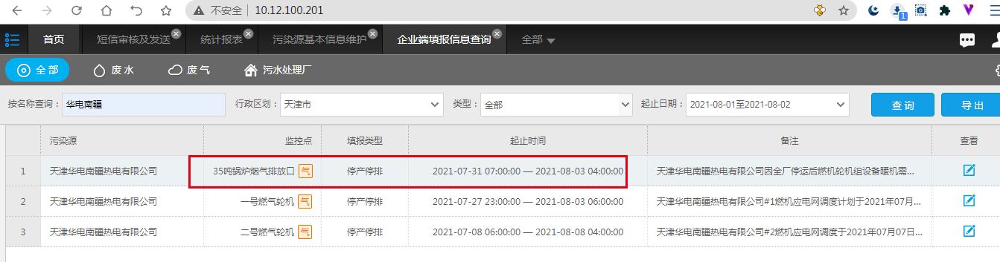 不安全 10.12.100.201
1
首页 短信审核及发送 统计报表 污染源基本信息维护 企业端填报信息查询 全部
全部 废水 废气 污水处理厂
按名称查询： 华电南疆 行政区划： 天津市 类型： 全部 起止日期： 2021-08-01至2021-08-02 查询 导出
污染源 监控点 填报类型 起止时间 备注 查看
1 天津华电南疆热电有限公司 35吨锅炉烟气排放口 气 停产停排 2021-07-31 07:00:00 — 2021-08-03 04:00:00 天津华电南疆热电有限公司因全厂停运后燃机轮机组设备暖机需...
2 天津华电南疆热电有限公司 一号燃气轮机 气 停产停排 2021-07-27 23:00:00 — 2021-08-03 06:00:00 天津华电南疆热电有限公司#1燃机应电网调度计划于2021年07月...
3 天津华电南疆热电有限公司 二号燃气轮机 气 停产停排 2021-07-08 06:00:00 — 2021-08-08 04:00:00 天津华电南疆热电有限公司#2燃机应电网调度于2021年07月07日...